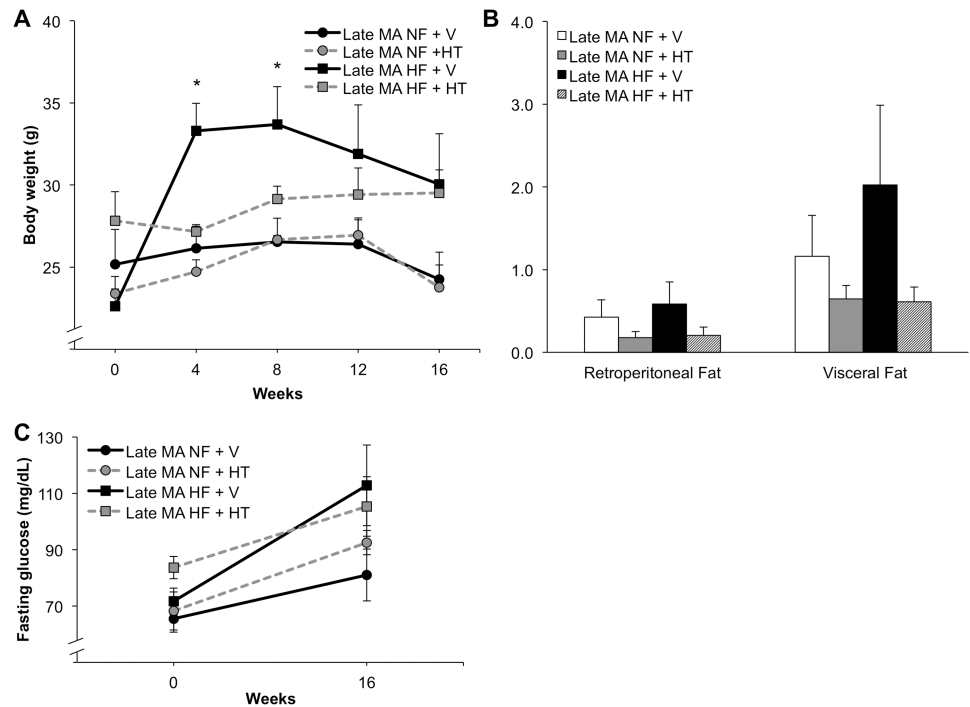 A
Body weight (g)
40
35
30
25
Late MA NF + V
Late MA NF +HT
Late MA HF + V
Late MA HF + HT
*
*
0 4 8 12 16
Weeks
B
4.0
3.0
2.0
1.0
0.0
Late MA NF + V
Late MA NF + HT
Late MA HF + V
Late MA HF + HT
Retroperitoneal Fat Visceral Fat
C
Fasting glucose (mg/dL)
130
110
90
70
Late MA NF + V
Late MA NF + HT
Late MA HF + V
Late MA HF + HT
0 16
Weeks